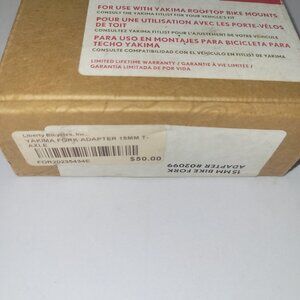 FOR USE WITH YAKIMA ROOFTOP BIKE MOUNTS
CONSULT THE YAKIMA FITLIST FOR YOUR VEHICLE'S FIT
POUR UNE UTILISATION AVEC LES PORTE-VÉLOS
DE TOIT
CONSULTEZ YAKIMA FITLIST POUR L'AJUSTEMENT DE VOTRE VÉHICULE
PARA USO EN MONTAJES PARA BICICLETA PARA
TECHO YAKIMA
CONSULTE COMPATIBILIDAD CON EL VEHÍCULO EN FITLIST DE YAKIMA
LIMITED LIFETIME WARRANTY / GARANTIE À VIE LIMITÉE /
GARANTÍA LIMITADA DE POR VIDA
Liberty Bicycles, Inc.
YAKIMA FORK ADAPTER 15MM T-
AXLE
$50.00
15MM BIKE FORK
ADAPTER #02099